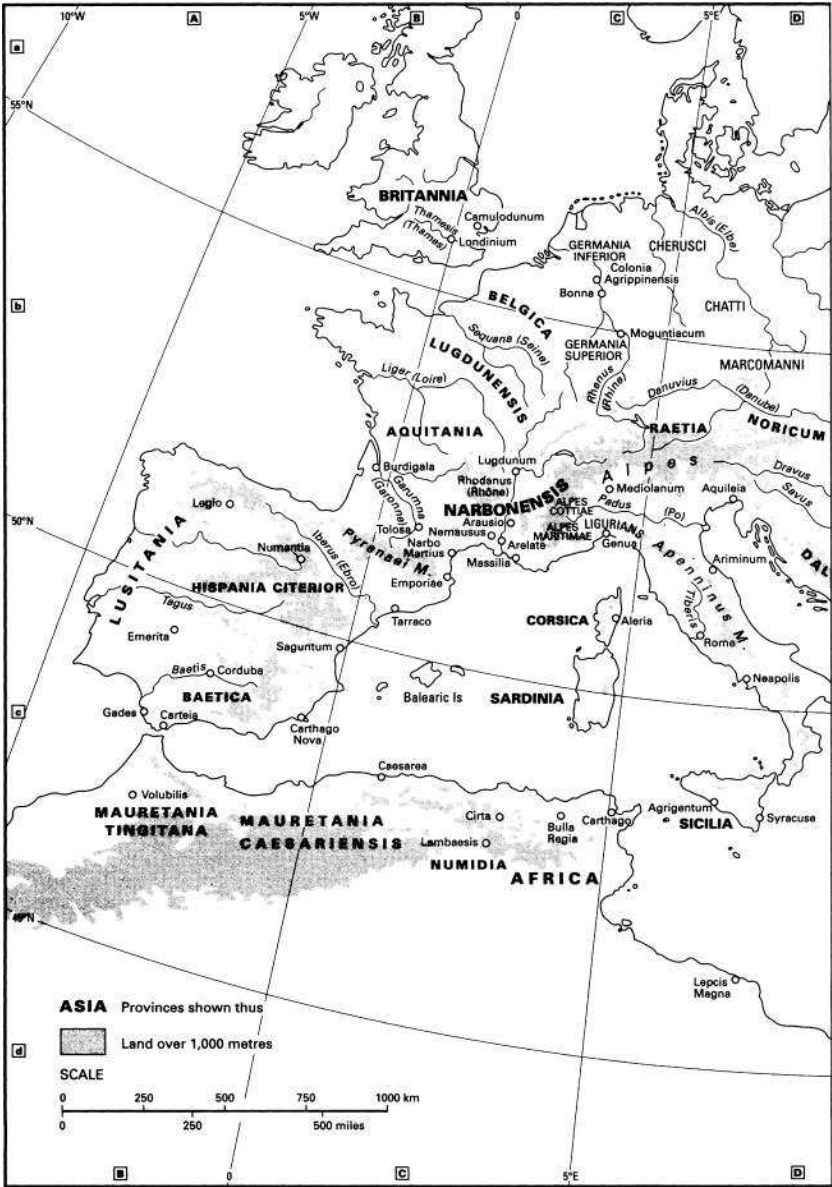 10°W
A
5°W
B
0
C
5°E
D
a
55°N
BRITANNIA
Thamesis
(Thames)
Camulodunum
Londinium
Albis (Elbe)
GERMANIA
INFERIOR
CHERUSCI
Colonia
Agrippinensis
Bonna
b
BELGICA
CHATTI
Moguntiacum
Sequana (Seine)
GERMANIA
SUPERIOR
MARCOMANNI
LUGDUNENSIS
Liger (Loire)
Rhenus
(Rhine)
Danuvius
(Danube)
NORICUM
RAETIA
AQUITANIA
Lugdunum
Burdigala
Rhodanus
(Rhône)
Alpes
Dravus
Savus
Mediolanum
Aquileia
Garumna
(Garonne)
NARBONENSIS
ALPES
COTTIAE
Padus
(Po)
Legio
Arausio
ALPES
MARITIMAE
LIGURIANS
Tolosa
Nemausus
Narbo
Martius
Arelate
Genua
50°N
LUSITANIA
Numantia
Iberus (Ebro)
Pyrenaei M.
Massilia
Apenninus M.
Ariminum
DAL
Emporiae
HISPANIA CITERIOR
Tagus
Tarraco
CORSICA
Aleria
Tiberis
Roma
Emerita
Saguntum
Baetis
Corduba
Neapolis
BAETICA
Balearic Is
SARDINIA
c
Gades
Carteia
Carthago
Nova
Caesarea
Volubilis
MAURETANIA
TINGITANA
MAURETANIA
CAESARIENSIS
Cirta
Bulla
Regia
Carthago
Agrigentum
SICILIA
Syracuse
Lambaesis
NUMIDIA
AFRICA
40°N
Lepcis
Magna
ASIA Provinces shown thus
Land over 1,000 metres
d
SCALE
0 250 500 750 1000 km
0 250 500 miles
B
0
C
5°E
D